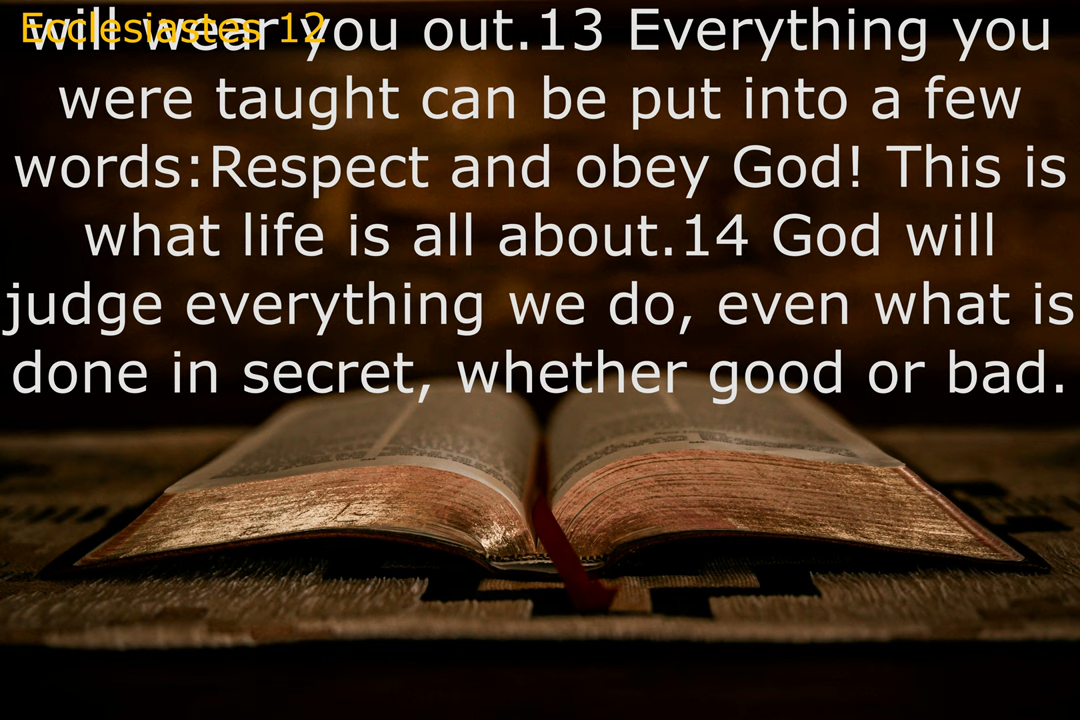 Ecclesiastes 12
will wear you out.13 Everything you
were taught can be put into a few
words:Respect and obey God! This is
what life is all about.14 God will
judge everything we do, even what is
done in secret, whether good or bad.